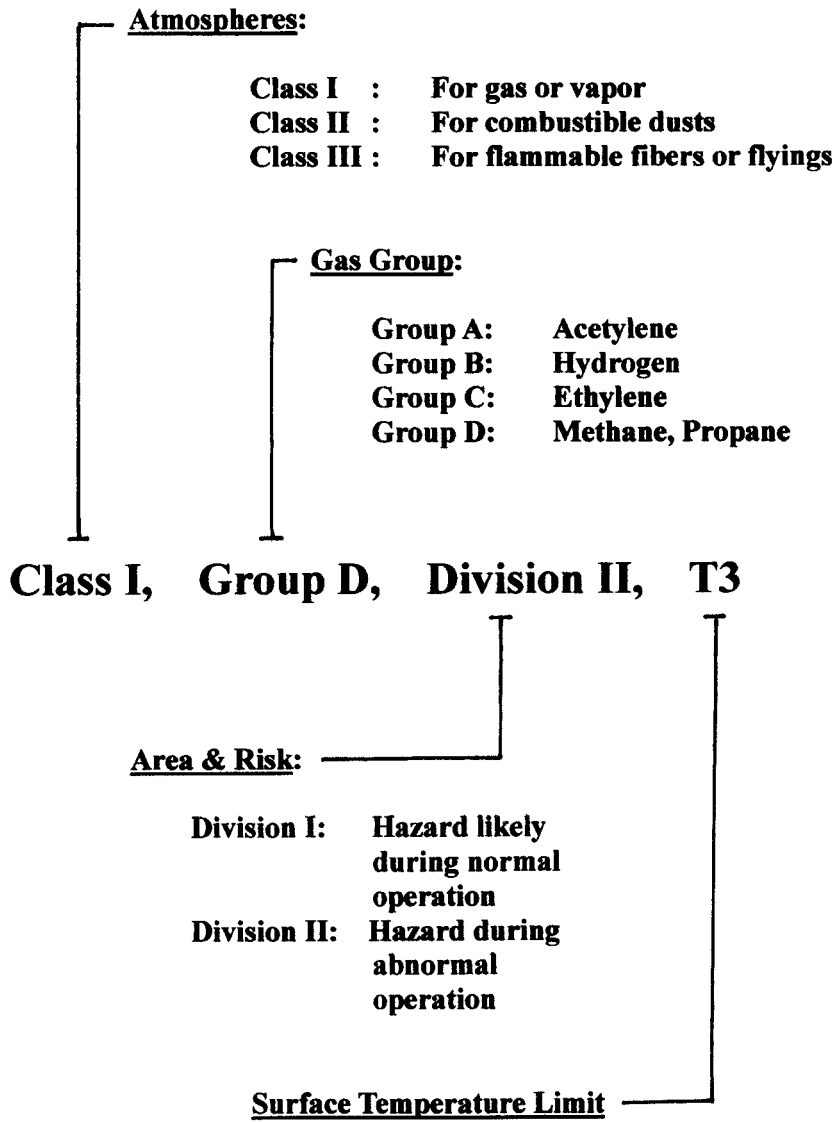 Atmospheres:
Class I : For gas or vapor
Class II : For combustible dusts
Class III : For flammable fibers or flyings
Gas Group:
Group A: Acetylene
Group B: Hydrogen
Group C: Ethylene
Group D: Methane, Propane
Class I, Group D, Division II, T3
Area & Risk:
Division I: Hazard likely
during normal
operation
Division II: Hazard during
abnormal
operation
Surface Temperature Limit